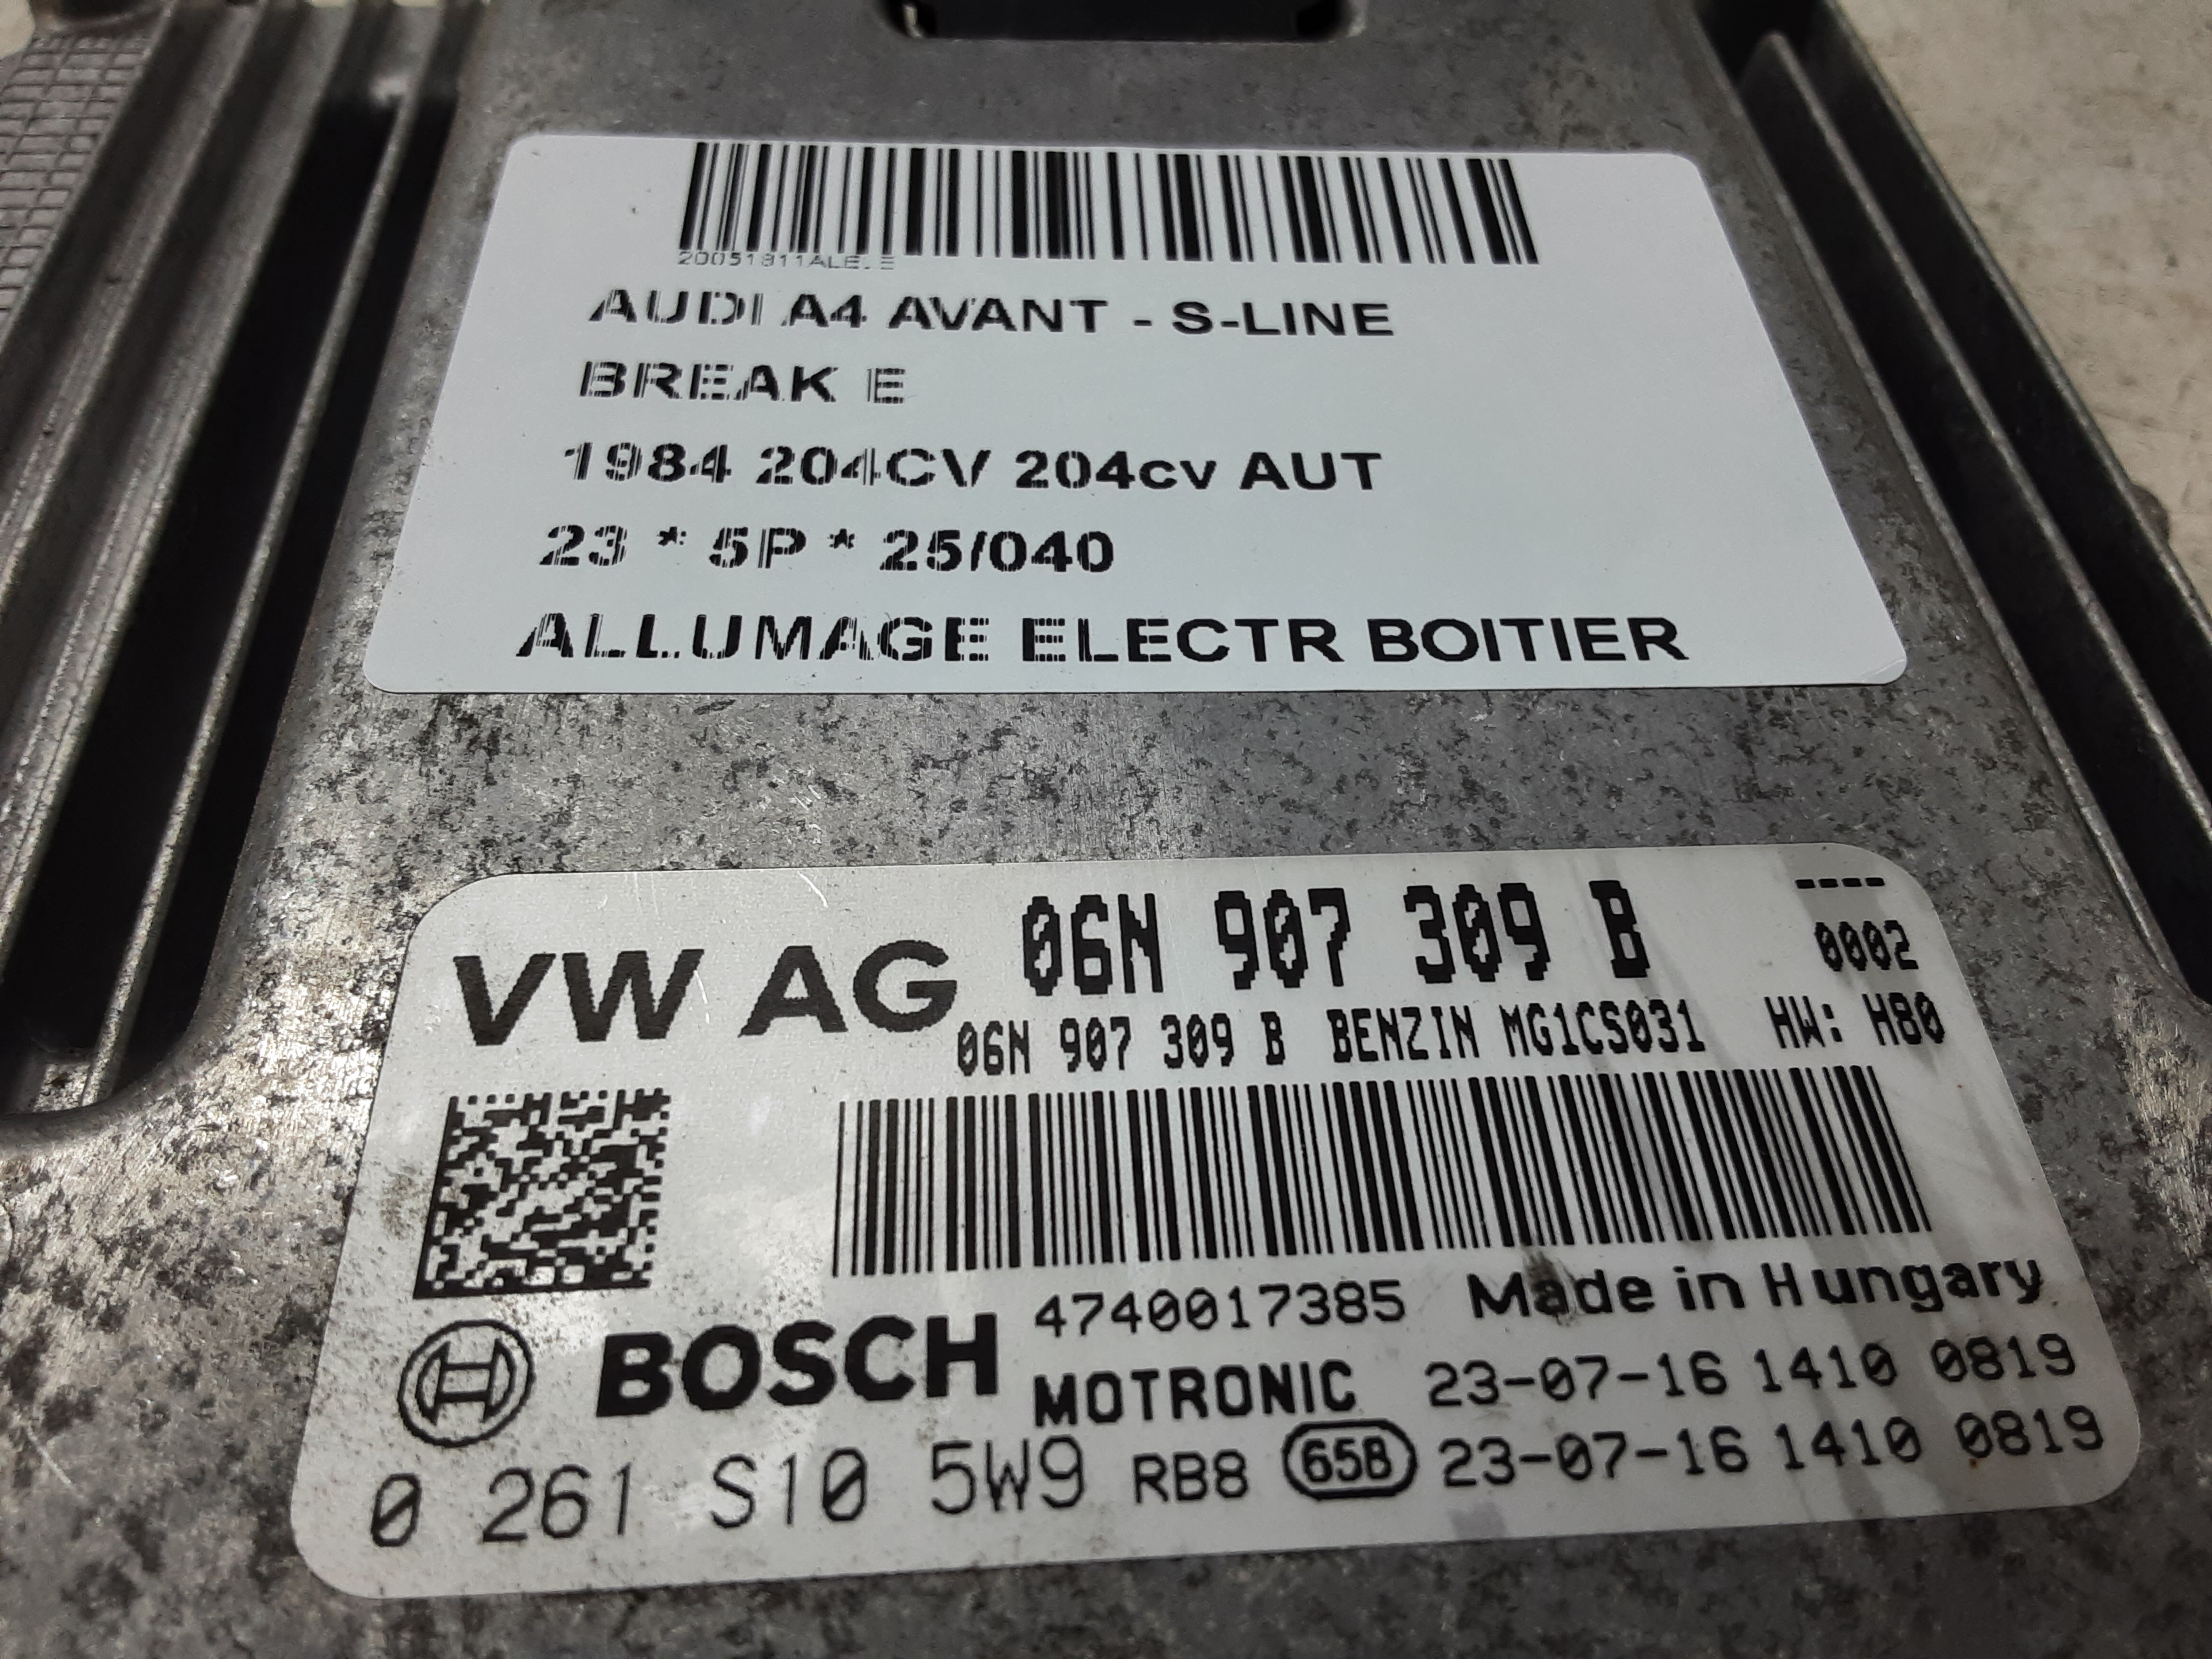 20051811ALE. E
AUDI A4 AVANT - S-LINE
BREAK E
1984 204CV 204cv AUT
23 * 5P * 25/040
ALLUMAGE ELECTR BOITIER
VW AG 06N 907 309 B ----
0002
06N 907 309 B BENZIN MG1CS031 HW: H80
4740017385 Made in Hungary
BOSCH MOTRONIC 23-07-16 1410 0819
0 261 S10 5W9 RB8 65B 23-07-16 1410 0819